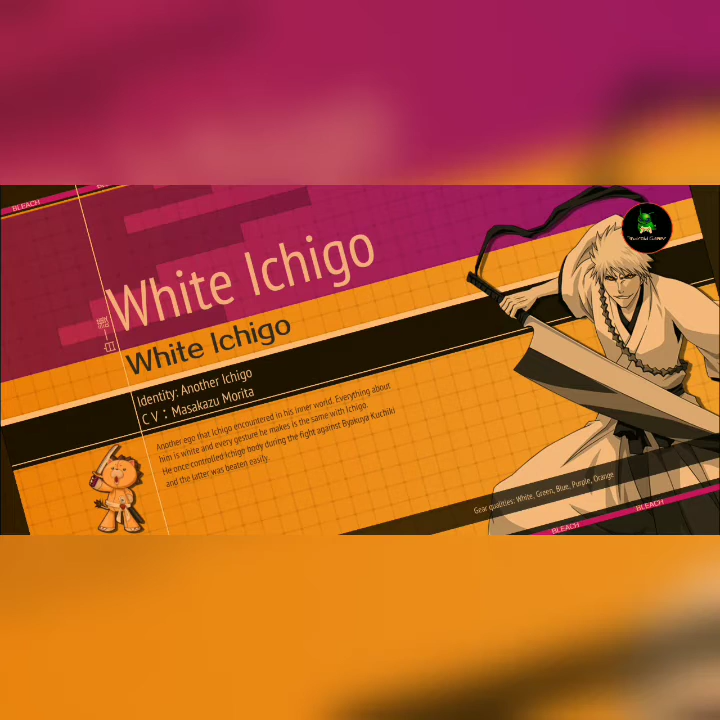 BLEACH
White Ichigo
White Ichigo
Identity: Another Ichigo
CV：Masakazu Morita
Another ego that Ichigo encountered in his inner world. Everything about
him is white and every gesture he makes is the same with Ichigo.
He once controlled Ichigo body during the fight against Byakuya Kuchiki
and the latter was beaten easily.
Gear qualities: White, Green, Blue, Purple, Orange
BLEACH
BLEACH